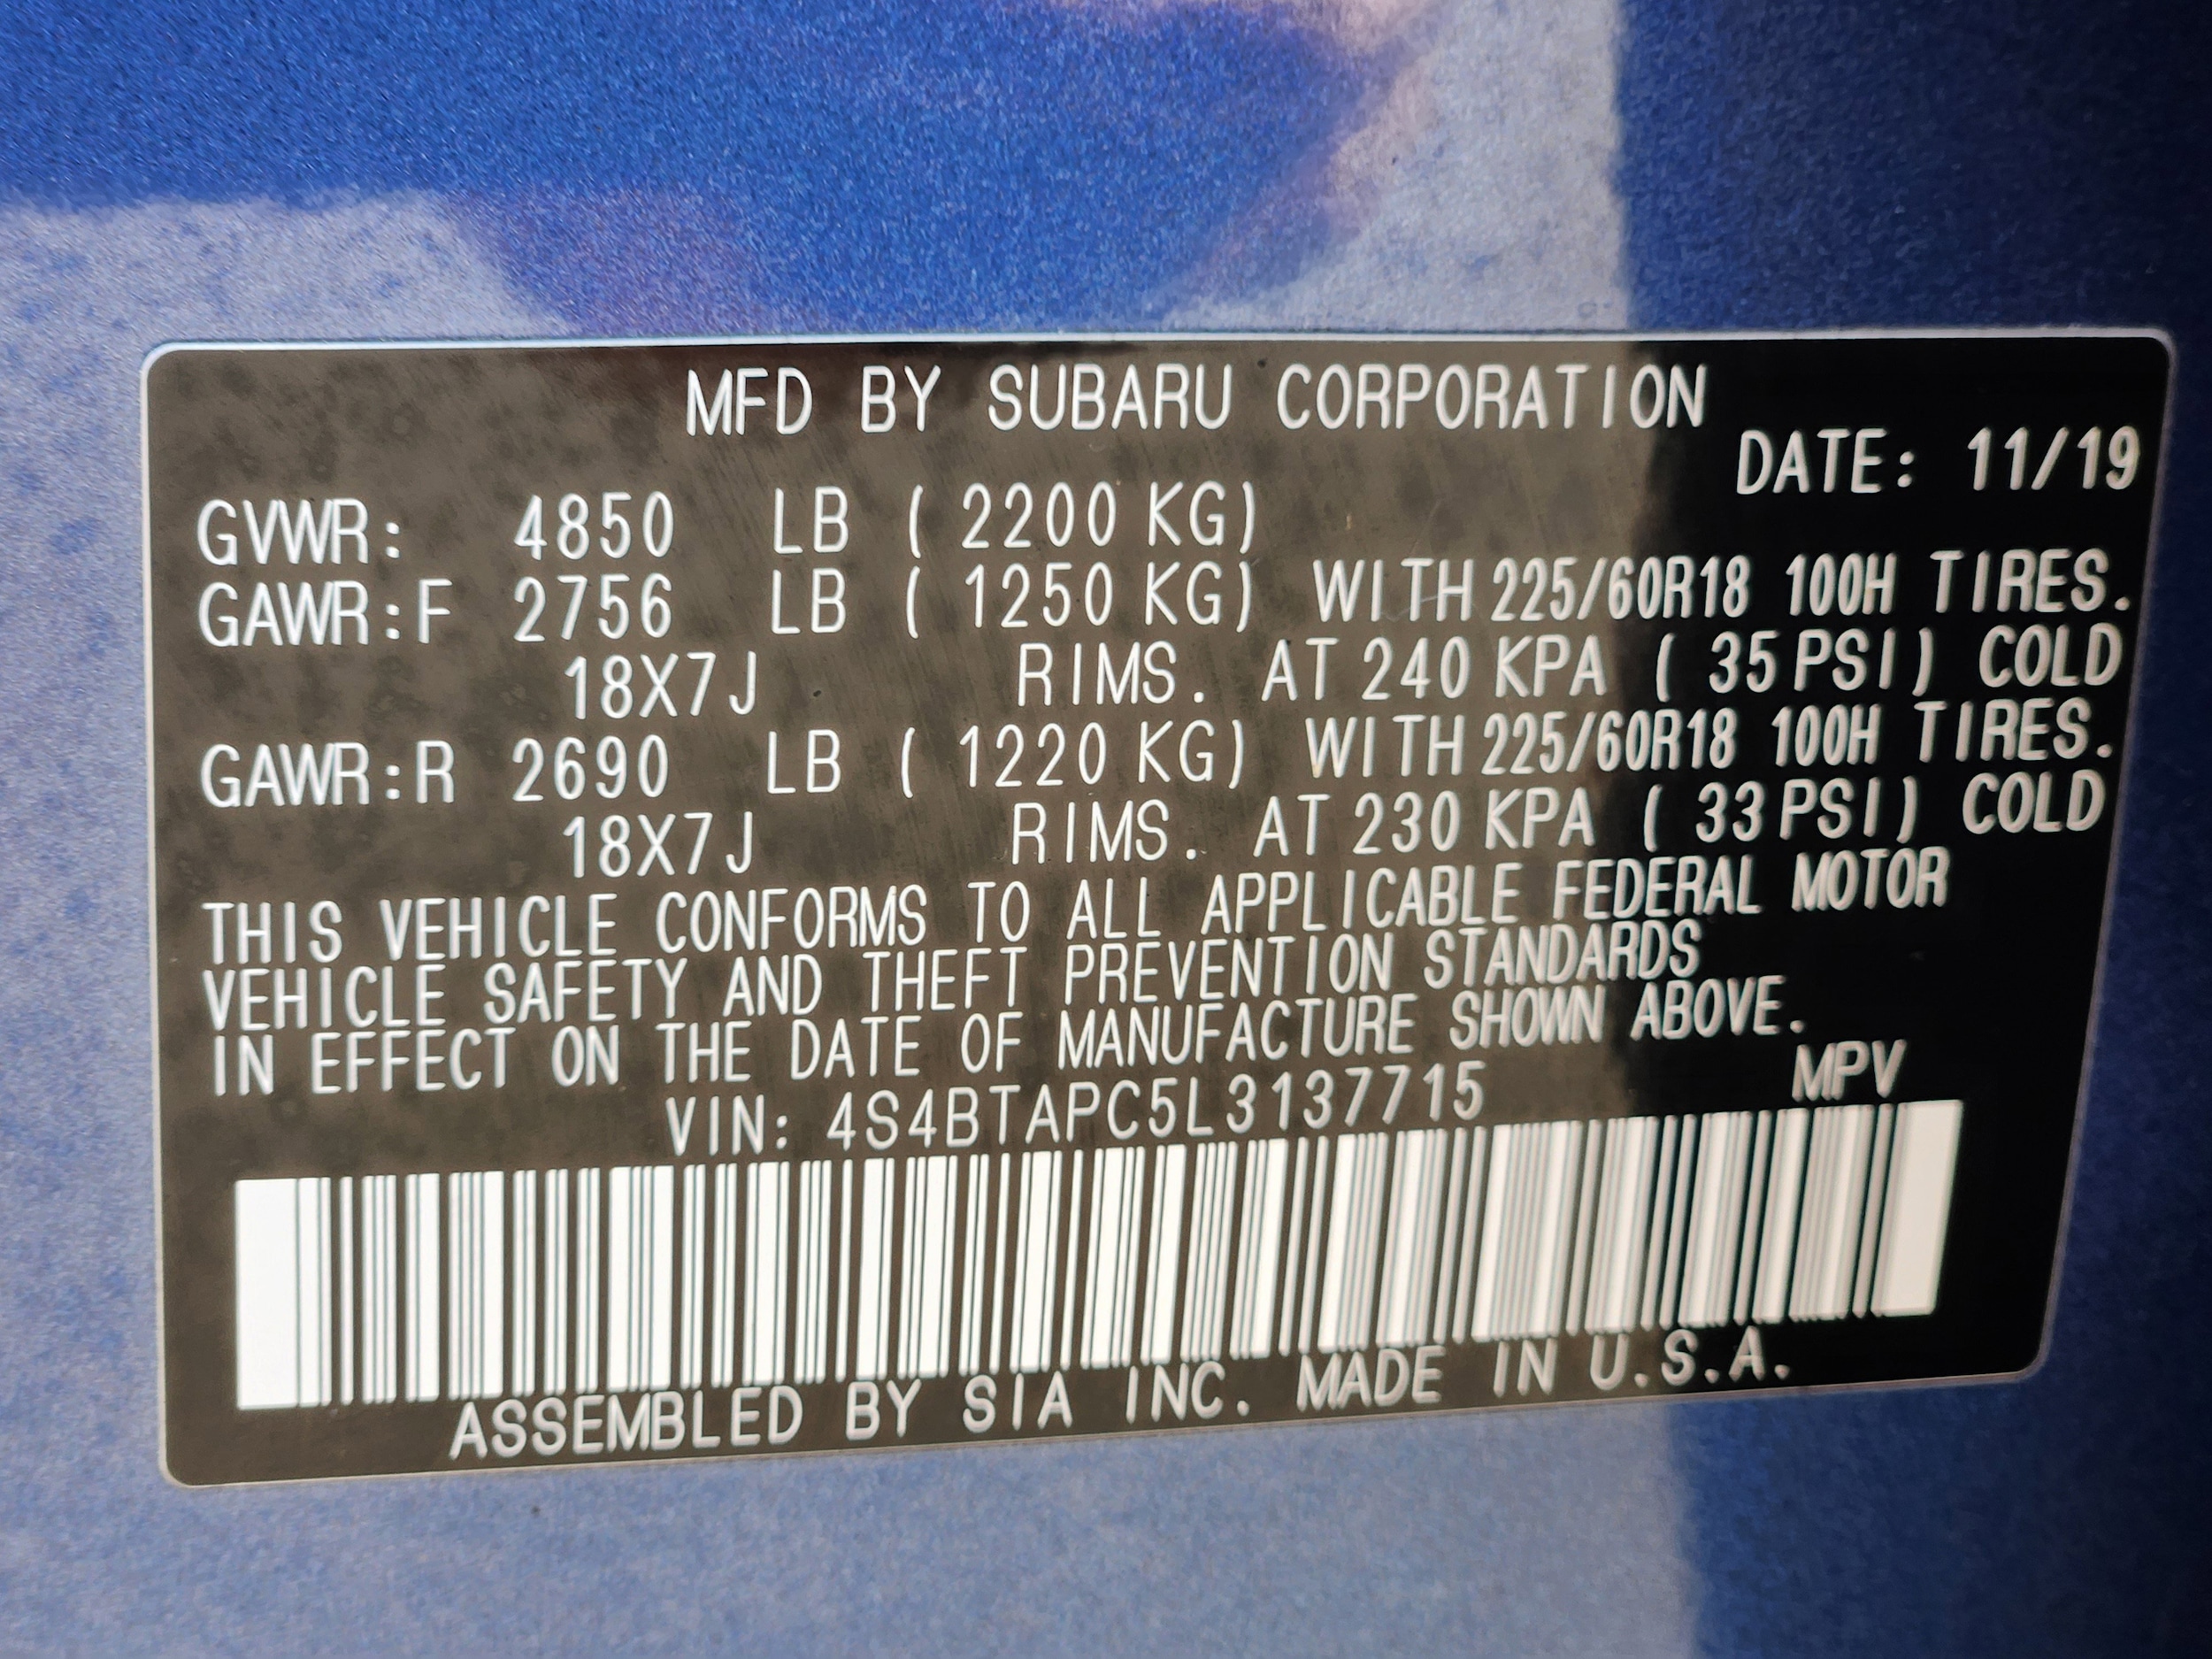 MFD BY SUBARU CORPORATION
DATE: 11/19
GVWR: 4850 LB ( 2200 KG)
GAWR:F 2756 LB ( 1250 KG) WITH 225/60R18 100H TIRES.
18X7J RIMS. AT 240 KPA ( 35 PSI) COLD
GAWR:R 2690 LB ( 1220 KG) WITH 225/60R18 100H TIRES.
18X7J RIMS. AT 230 KPA ( 33 PSI) COLD
THIS VEHICLE CONFORMS TO ALL APPLICABLE FEDERAL MOTOR
VEHICLE SAFETY AND THEFT PREVENTION STANDARDS
IN EFFECT ON THE DATE OF MANUFACTURE SHOWN ABOVE.
VIN: 4S4BTAPC5L3137715 MPV
ASSEMBLED BY SIA INC. MADE IN U.S.A.